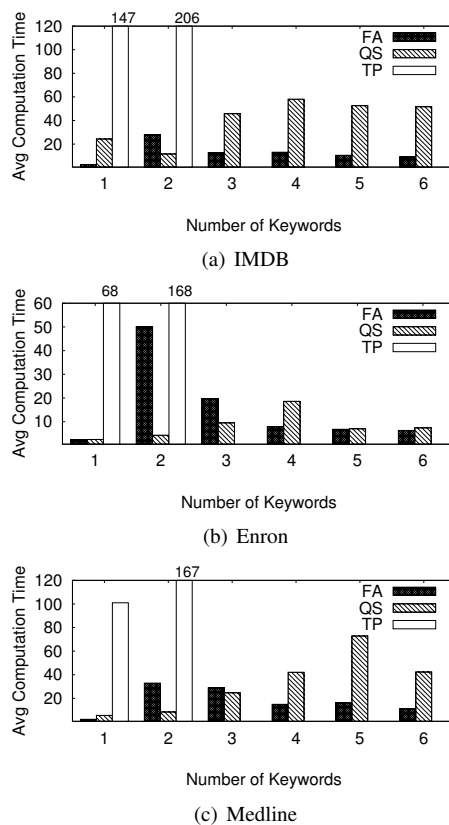 147 206
FA
QS
TP
Avg Computation Time
120
100
80
60
40
20
1 2 3 4 5 6
Number of Keywords
(a) IMDB
68 168
FA
QS
TP
Avg Computation Time
60
50
40
30
20
10
1 2 3 4 5 6
Number of Keywords
(b) Enron
167
FA
QS
TP
Avg Computation Time
120
100
80
60
40
20
1 2 3 4 5 6
Number of Keywords
(c) Medline